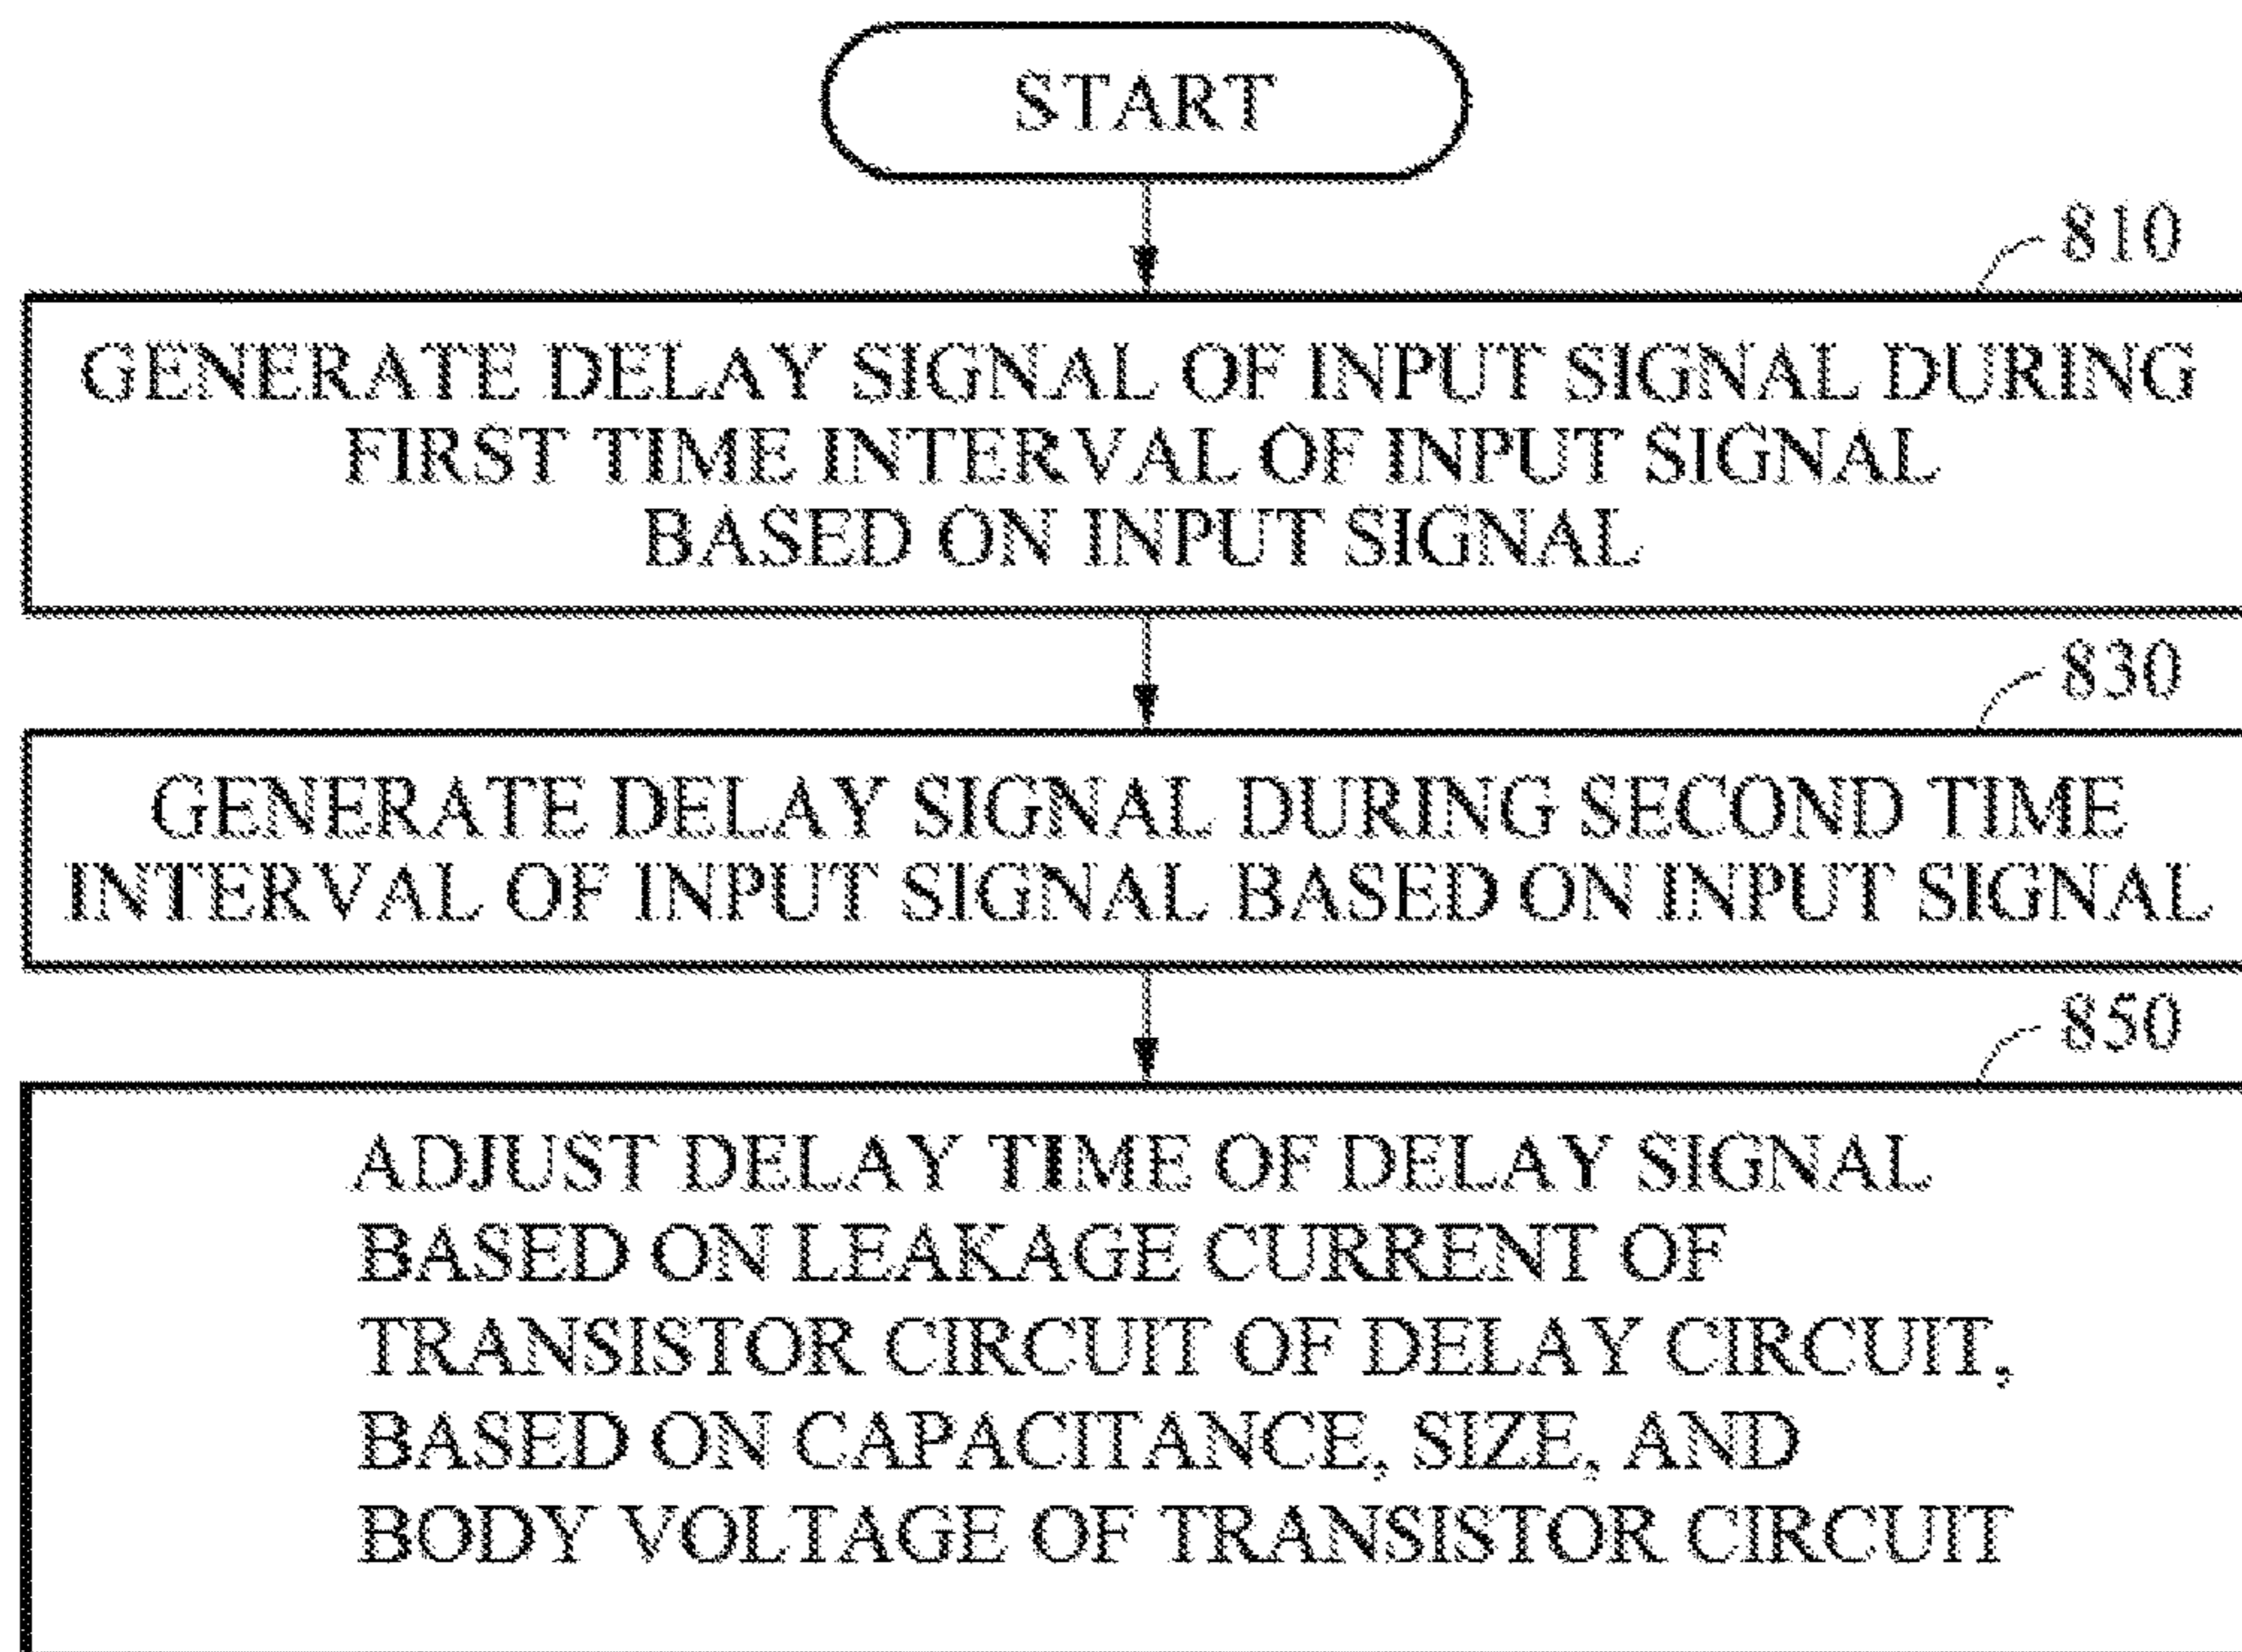 START
810
GENERATE DELAY SIGNAL OF INPUT SIGNAL DURING
FIRST TIME INTERVAL OF INPUT SIGNAL
BASED ON INPUT SIGNAL
830
GENERATE DELAY SIGNAL DURING SECOND TIME
INTERVAL OF INPUT SIGNAL BASED ON INPUT SIGNAL
850
ADJUST DELAY TIME OF DELAY SIGNAL
BASED ON LEAKAGE CURRENT OF
TRANSISTOR CIRCUIT OF DELAY CIRCUIT,
BASED ON CAPACITANCE, SIZE, AND
BODY VOLTAGE OF TRANSISTOR CIRCUIT